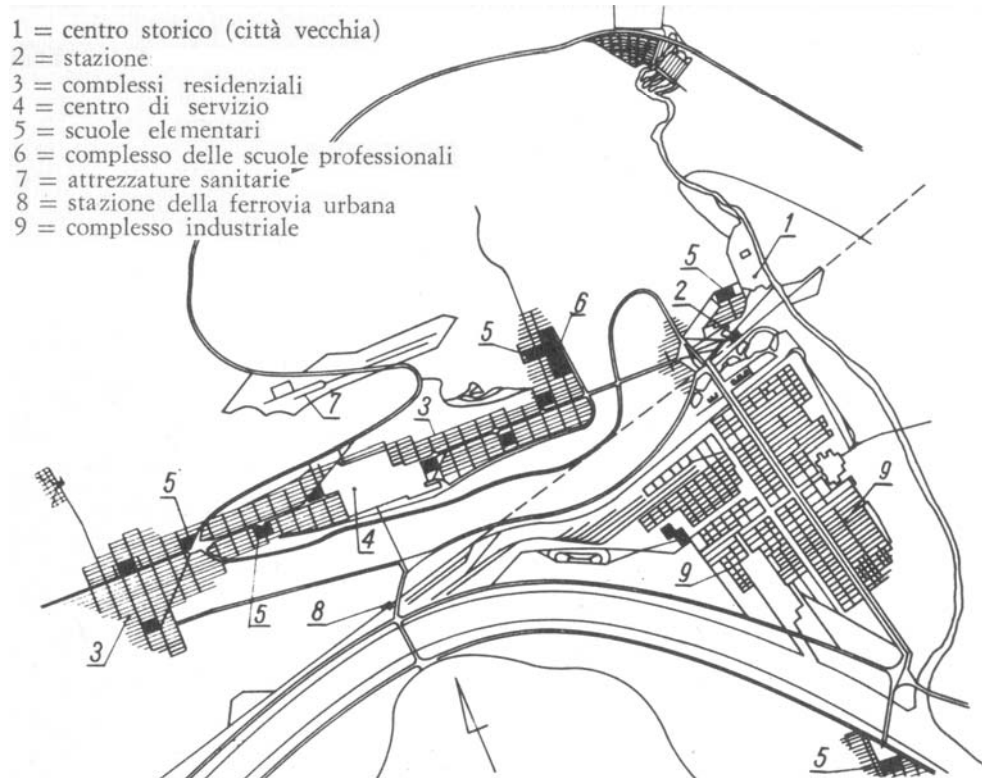 1 = centro storico (città vecchia)
2 = stazione
3 = complessi residenziali
4 = centro di servizio
5 = scuole elementari
6 = complesso delle scuole professionali
7 = attrezzature sanitarie
8 = stazione della ferrovia urbana
9 = complesso industriale
1
5
2
6
5
7
3
5
9
4
5
9
8
3
5